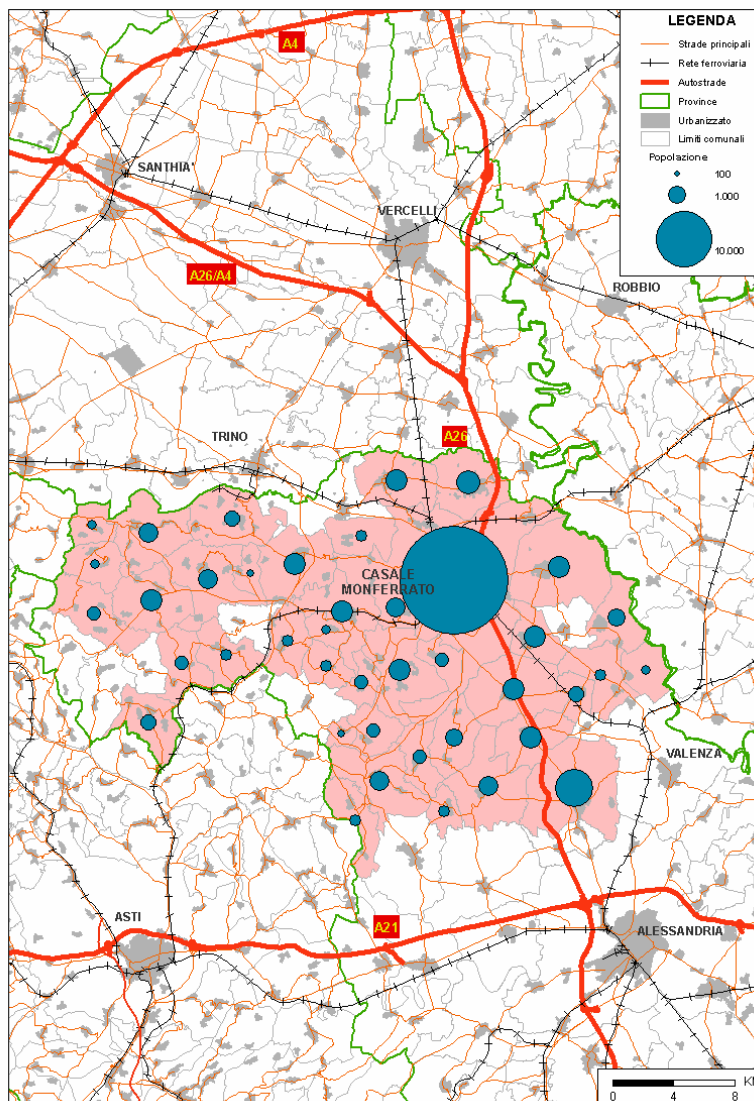 LEGENDA
Strade principali
Rete ferroviaria
Autostrade
Province
Urbanizzato
Limiti comunali
Popolazione
100
1.000
10.000
A4
SANTHIA'
VERCELLI
A26/A4
ROBBIO
TRINO
A26
CASALE
MONFERRATO
VALENZA
ASTI
A21
ALESSANDRIA
0 4 8